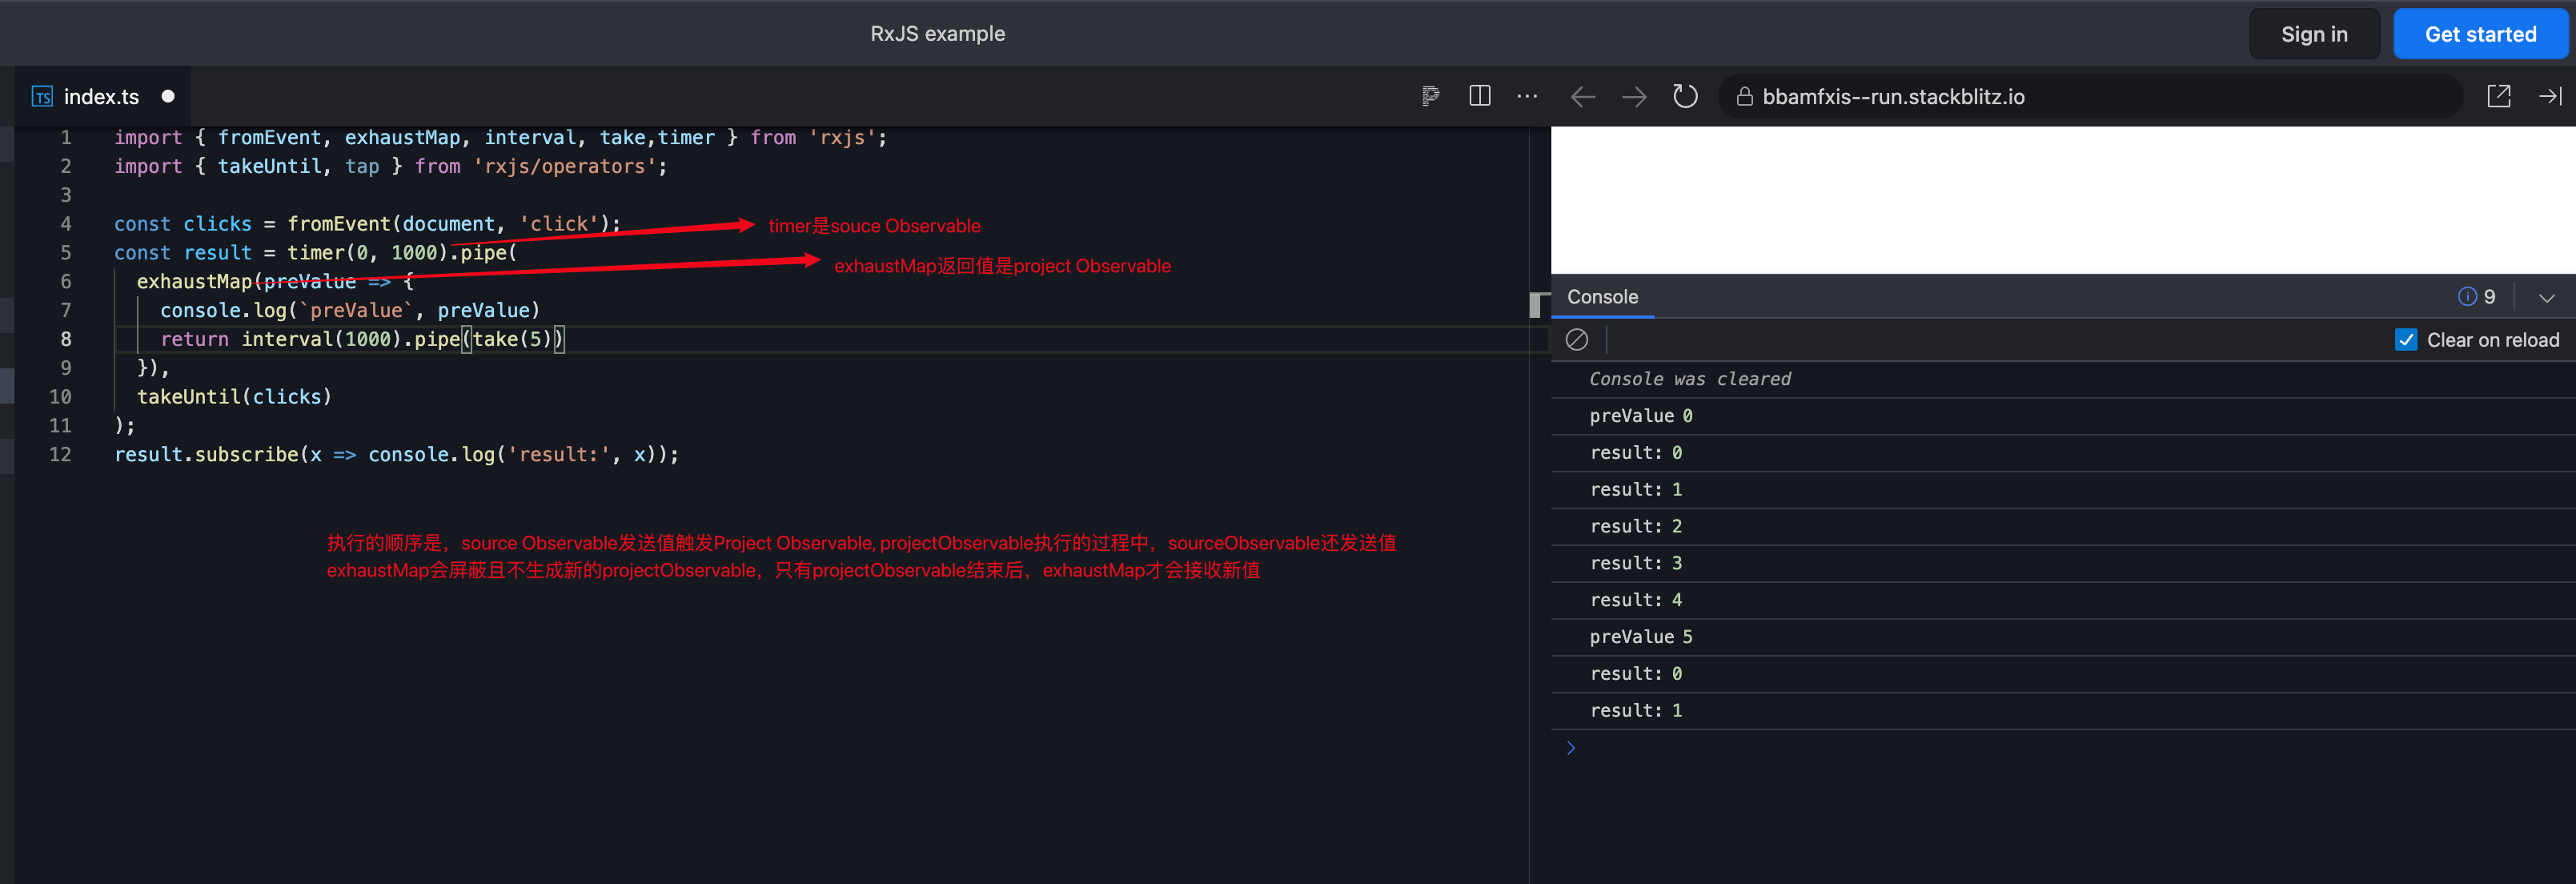 RxJS example
Sign in
Get started
TS index.ts
bbamfxis--run.stackblitz.io
1 import { fromEvent, exhaustMap, interval, take,timer } from 'rxjs';
2 import { takeUntil, tap } from 'rxjs/operators';
3
4 const clicks = fromEvent(document, 'click');
timer是souce Observable
5 const result = timer(0, 1000).pipe(
exhaustMap返回值是project Observable
6 exhaustMap(preValue => {
7 console.log(`preValue`, preValue)
8 return interval(1000).pipe(take(5))
9 }),
10 takeUntil(clicks)
11 );
12 result.subscribe(x => console.log('result:', x));
执行的顺序是，source Observable发送值触发Project Observable, projectObservable执行的过程中，sourceObservable还发送值
exhaustMap会屏蔽且不生成新的projectObservable，只有projectObservable结束后，exhaustMap才会接收新值
Console
9
Clear on reload
Console was cleared
preValue 0
result: 0
result: 1
result: 2
result: 3
result: 4
preValue 5
result: 0
result: 1